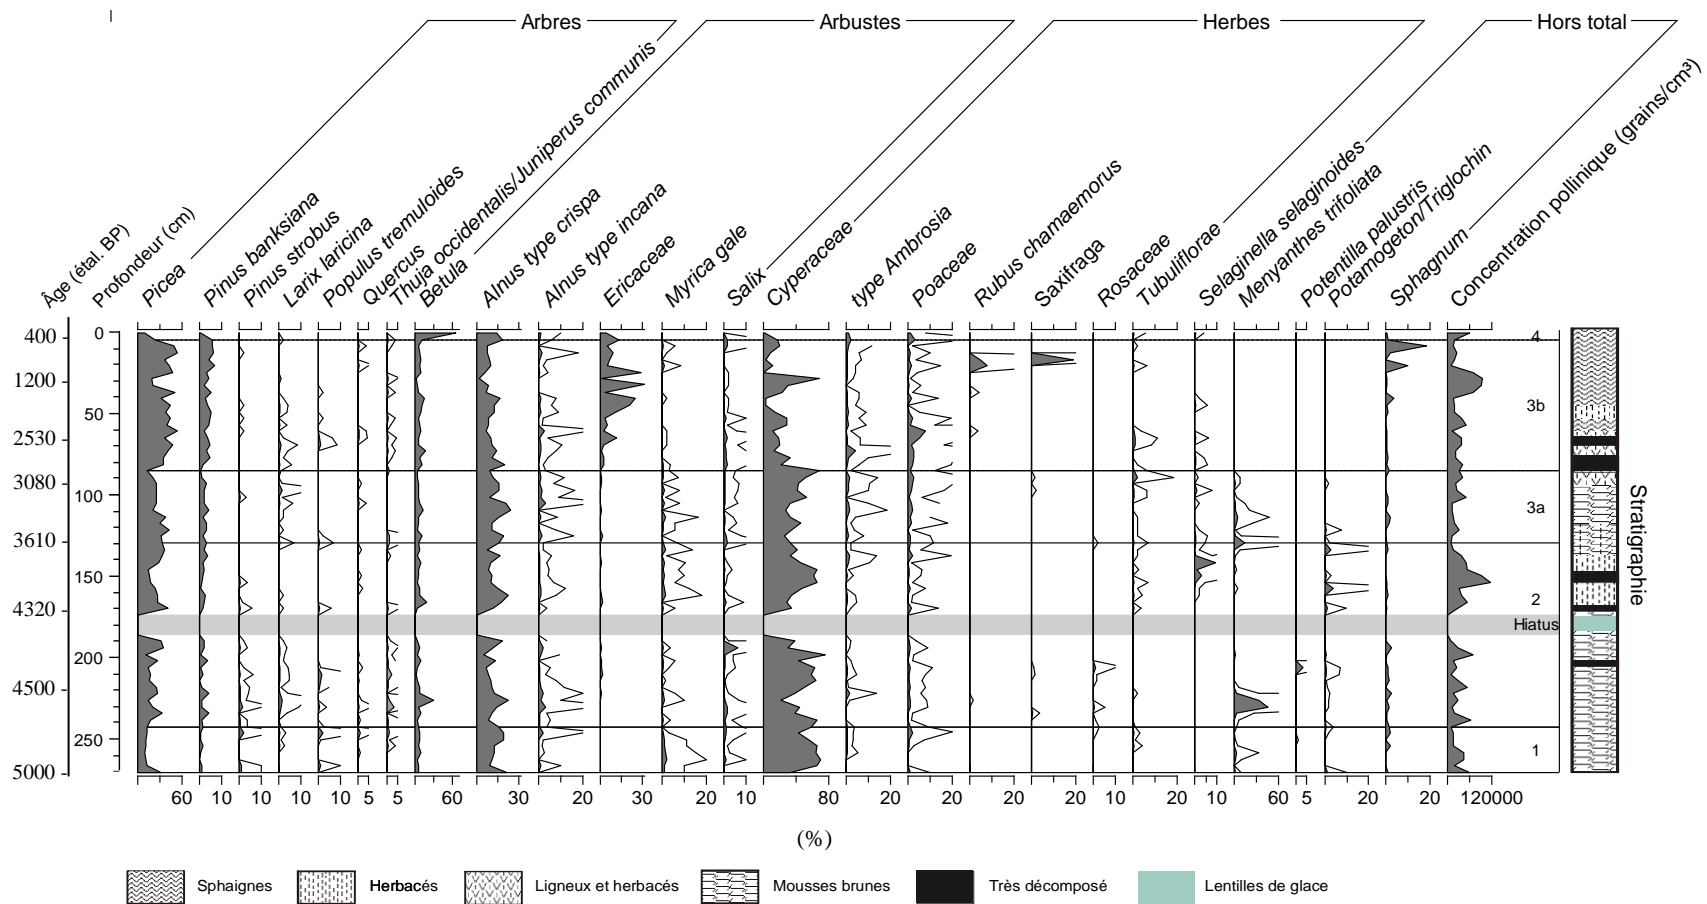 Arbres
Arbustes
Herbes
Hors total
Âge (étal. BP)
Profondeur (cm)
Picea
Pinus banksiana
Pinus strobus
Larix laricina
Populus tremuloides
Quercus
Thuja occidentalis/Juniperus communis
Betula
Alnus type crispa
Alnus type incana
Ericaceae
Myrica gale
Salix
Cyperaceae
type Ambrosia
Poaceae
Rubus chamaemorus
Saxifraga
Rosaceae
Tubuliflorae
Selaginella selaginoides
Menyanthes trifoliata
Potentilla palustris
Potamogeton/Triglochin
Sphagnum
Concentration pollinique (grains/cm³)
400
1200
2530
3080
3610
4320
4500
5000
0
50
100
150
200
250
4
3b
3a
2
Hiatus
1
Stratigraphie
60 10 10 10 10 5 5 60 30 20 30 20 10 80 20 20 20 20 10 20 10 60 5 20 20 120000
(%)
Sphaignes
Herbacés
Ligneux et herbacés
Mousses brunes
Très décomposé
Lentilles de glace